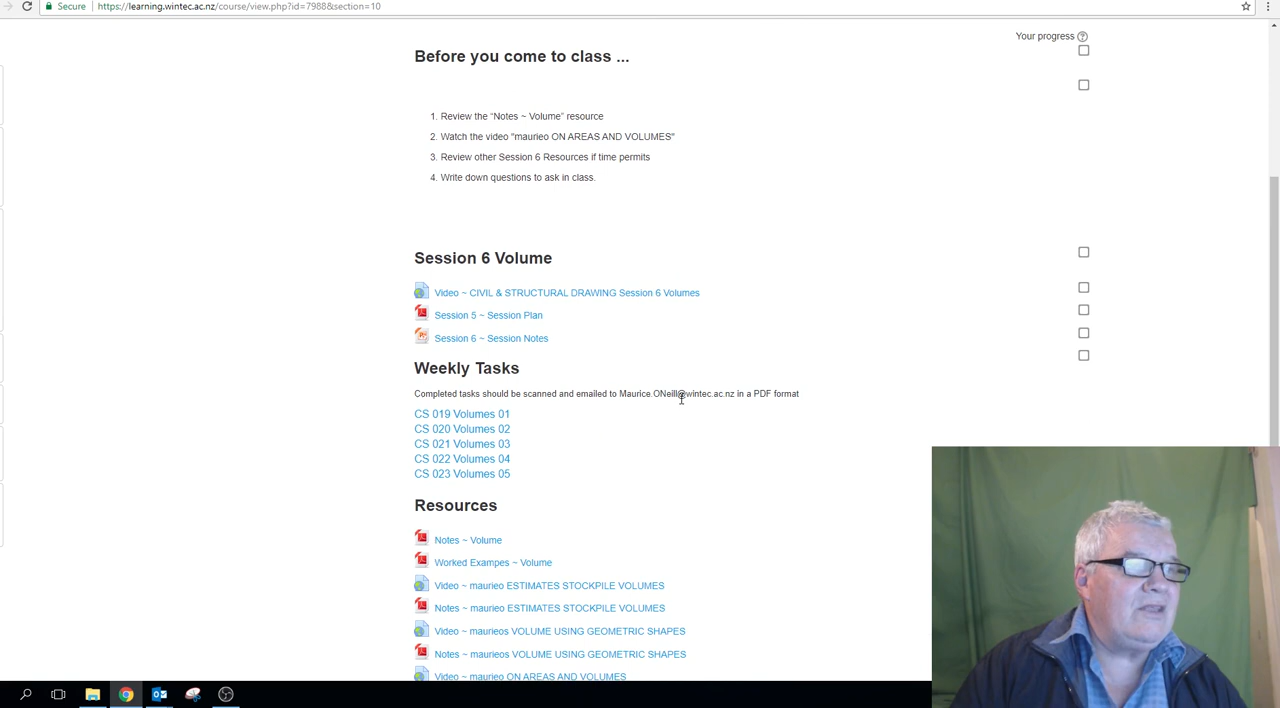 Secure
https://learning.wintec.ac.nz/course/view.php?id=7988&section=10
Your progress
Before you come to class ...
1. Review the "Notes ~ Volume" resource
2. Watch the video "maurieo ON AREAS AND VOLUMES"
3. Review other Session 6 Resources if time permits
4. Write down questions to ask in class.
Session 6 Volume
Video ~ CIVIL & STRUCTURAL DRAWING Session 6 Volumes
Session 5 ~ Session Plan
Session 6 ~ Session Notes
Weekly Tasks
Completed tasks should be scanned and emailed to Maurice.ONeill@wintec.ac.nz in a PDF format
CS 019 Volumes 01
CS 020 Volumes 02
CS 021 Volumes 03
CS 022 Volumes 04
CS 023 Volumes 05
Resources
Notes ~ Volume
Worked Exampes ~ Volume
Video ~ maurieo ESTIMATES STOCKPILE VOLUMES
Notes ~ maurieo ESTIMATES STOCKPILE VOLUMES
Video ~ maurieos VOLUME USING GEOMETRIC SHAPES
Notes ~ maurieos VOLUME USING GEOMETRIC SHAPES
Video ~ maurieo ON AREAS AND VOLUMES